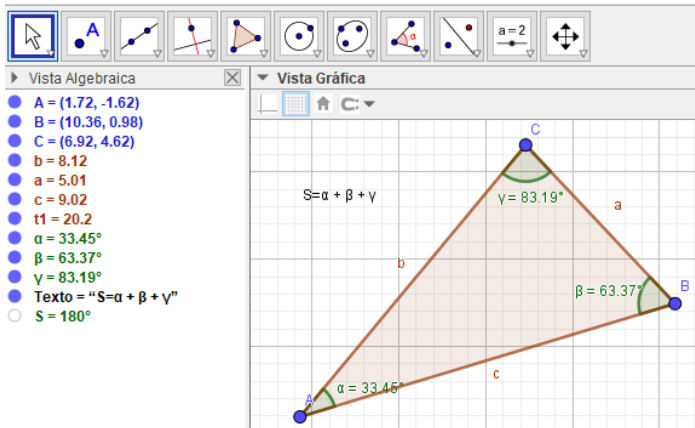 A
α
a=2
Vista Algebraica
Vista Gráfica
A = (1.72, -1.62)
B = (10.36, 0.98)
C = (6.92, 4.62)
b = 8.12
a = 5.01
c = 9.02
t1 = 20.2
α = 33.45°
β = 63.37°
γ = 83.19°
Texto = “S=α + β + γ”
S = 180°
C
S=α + β + γ
γ = 83.19°
a
b
β = 63.37°
B
c
α = 33.45°
A